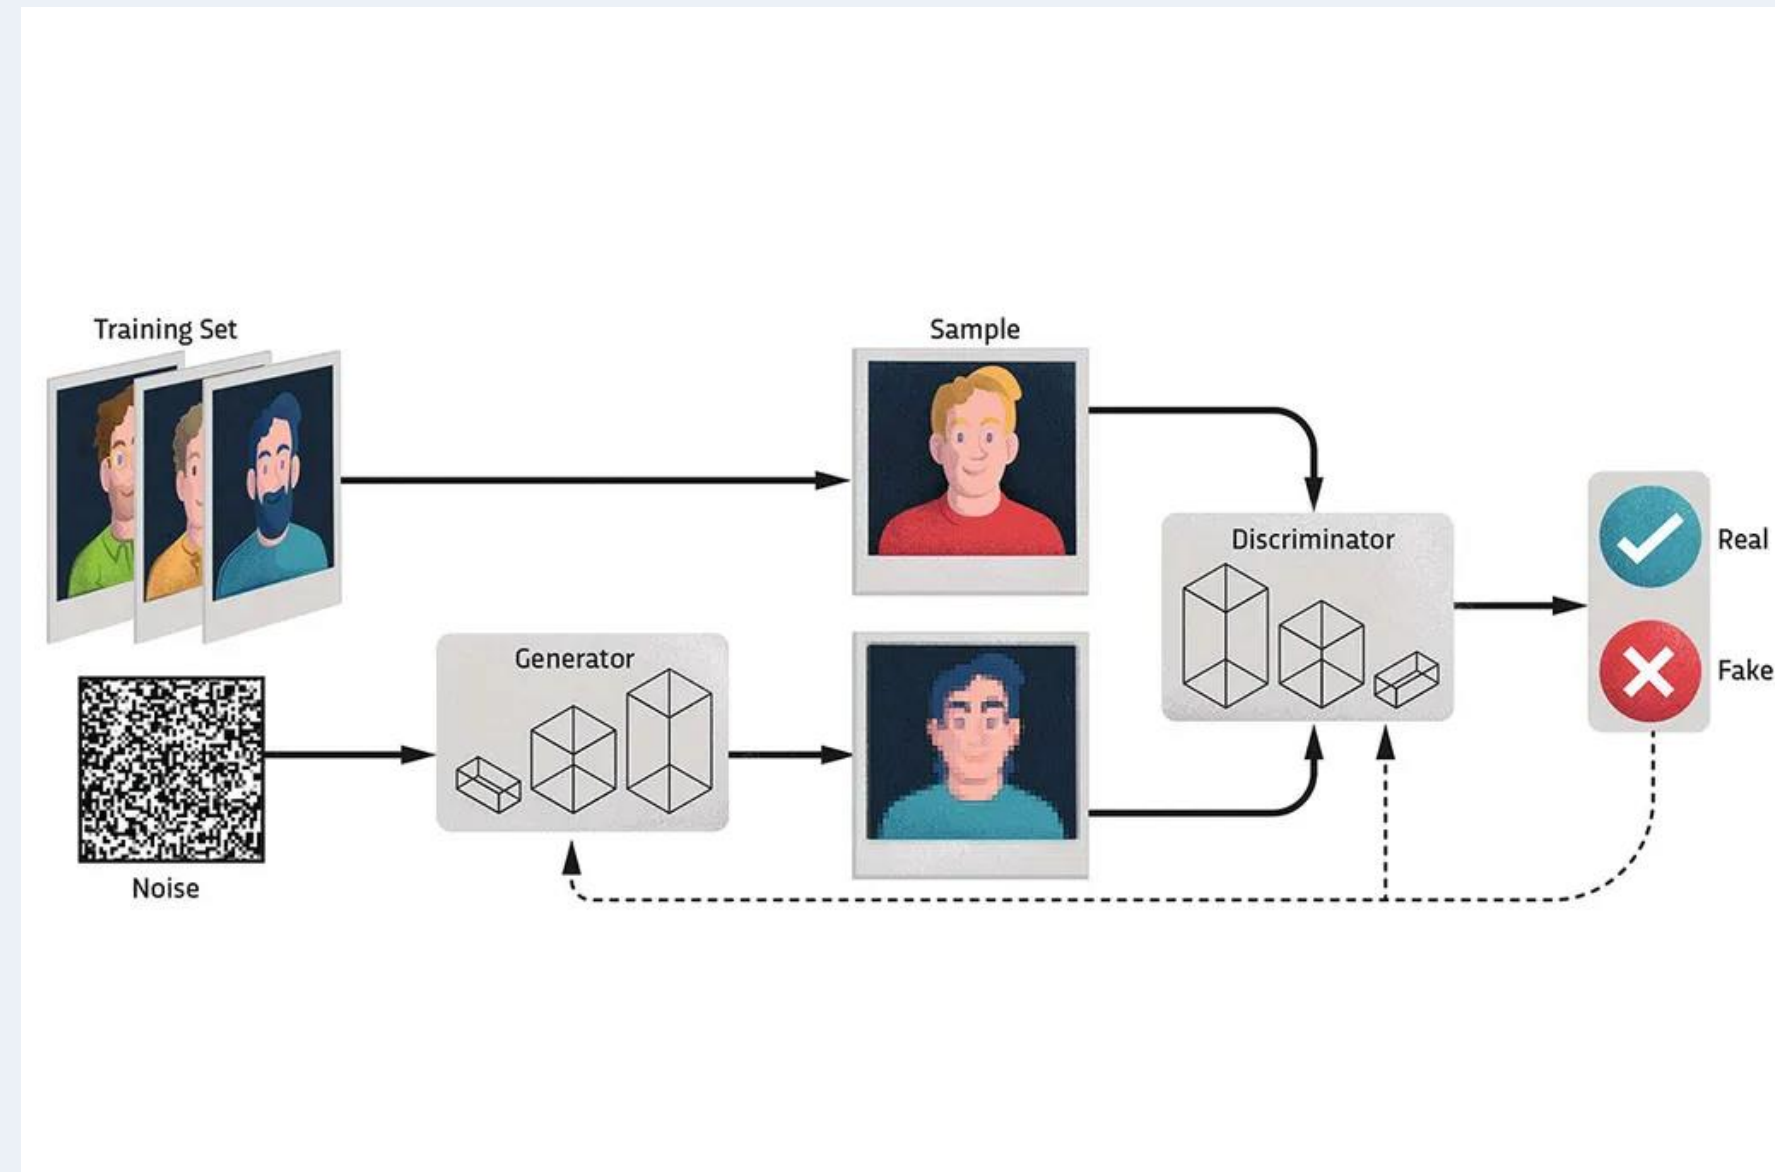 Training Set
Sample
Discriminator
Real
Generator
Fake
Noise